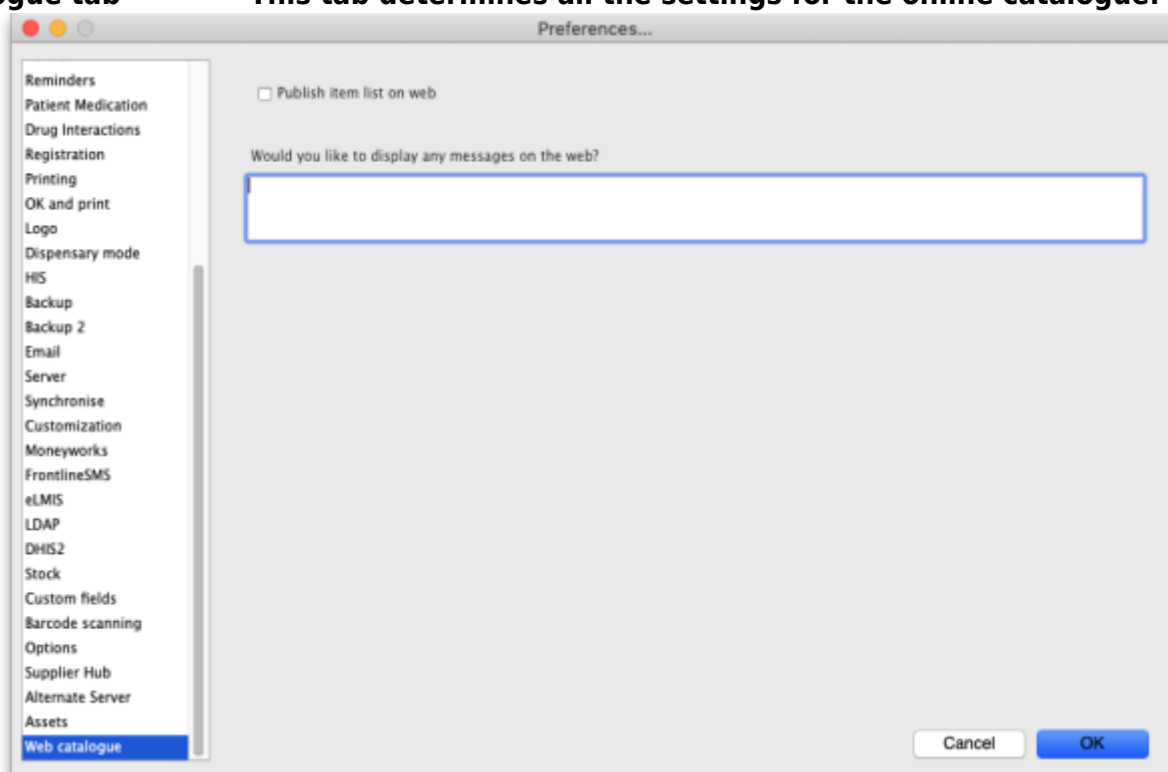 This tab determines all the settings for the online catalogue.
Preferences...
Reminders
Patient Medication
Drug Interactions
Registration
Printing
OK and print
Logo
Dispensary mode
HIS
Backup
Backup 2
Email
Server
Synchronise
Customization
Moneyworks
FrontlineSMS
eLMIS
LDAP
DHIS2
Stock
Custom fields
Barcode scanning
Options
Supplier Hub
Alternate Server
Assets
Web catalogue
Publish item list on web
Would you like to display any messages on the web?
Cancel
OK